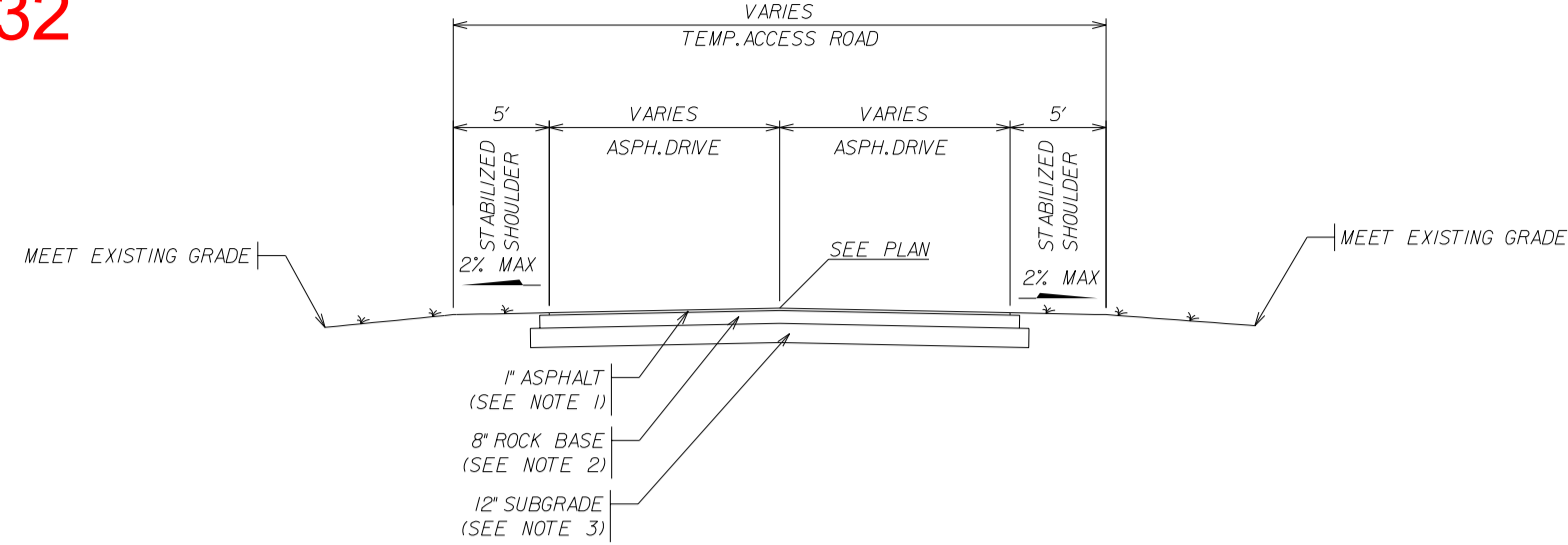 32
VARIES
TEMP. ACCESS ROAD
5'
VARIES
VARIES
5'
ASPH. DRIVE
ASPH. DRIVE
STABILIZED
SHOULDER
STABILIZED
SHOULDER
MEET EXISTING GRADE
2% MAX
SEE PLAN
2% MAX
MEET EXISTING GRADE
1" ASPHALT
(SEE NOTE 1)
8" ROCK BASE
(SEE NOTE 2)
12" SUBGRADE
(SEE NOTE 3)